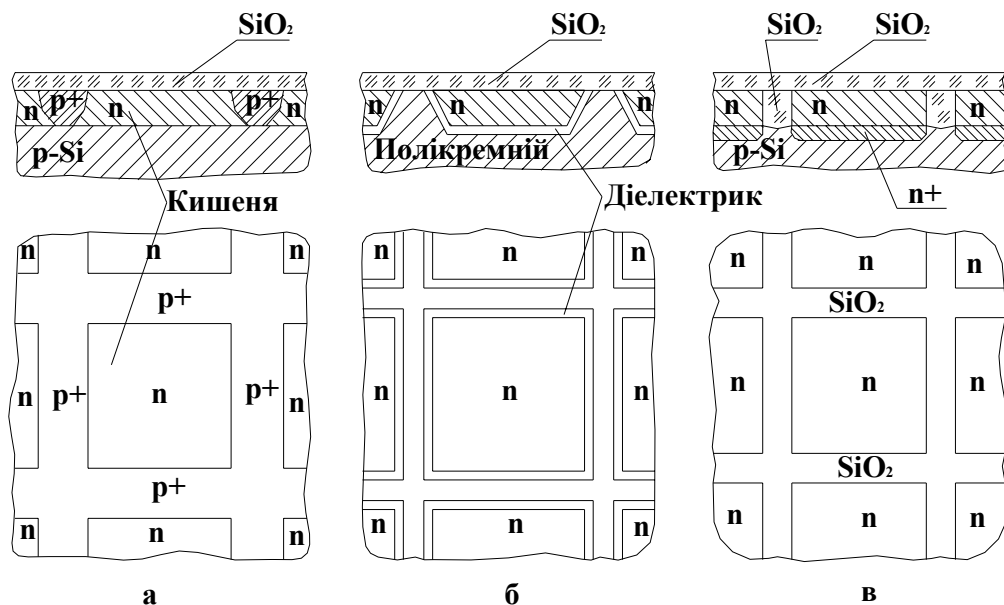 SiO₂ SiO₂ SiO₂ SiO₂
n p+ n p+ n n n n n n n
p-Si Полікремній p-Si
Кишеня Діелектрик n+
n n n n n n n n n
p+ SiO₂
n p+ n p+ n n n n n n n
p+ SiO₂
n n n n n n n n n
а б в